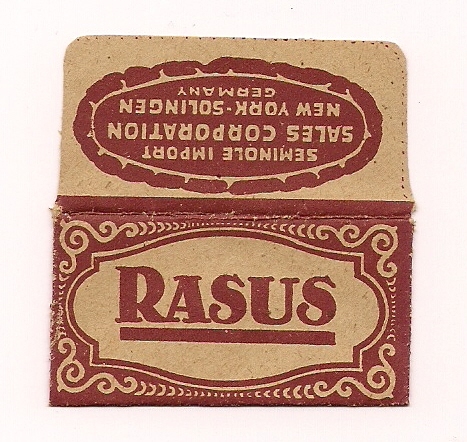 SEMINOLE IMPORT
SALES CORPORATION
NEW YORK-SOLINGEN
GERMANY
RASUS